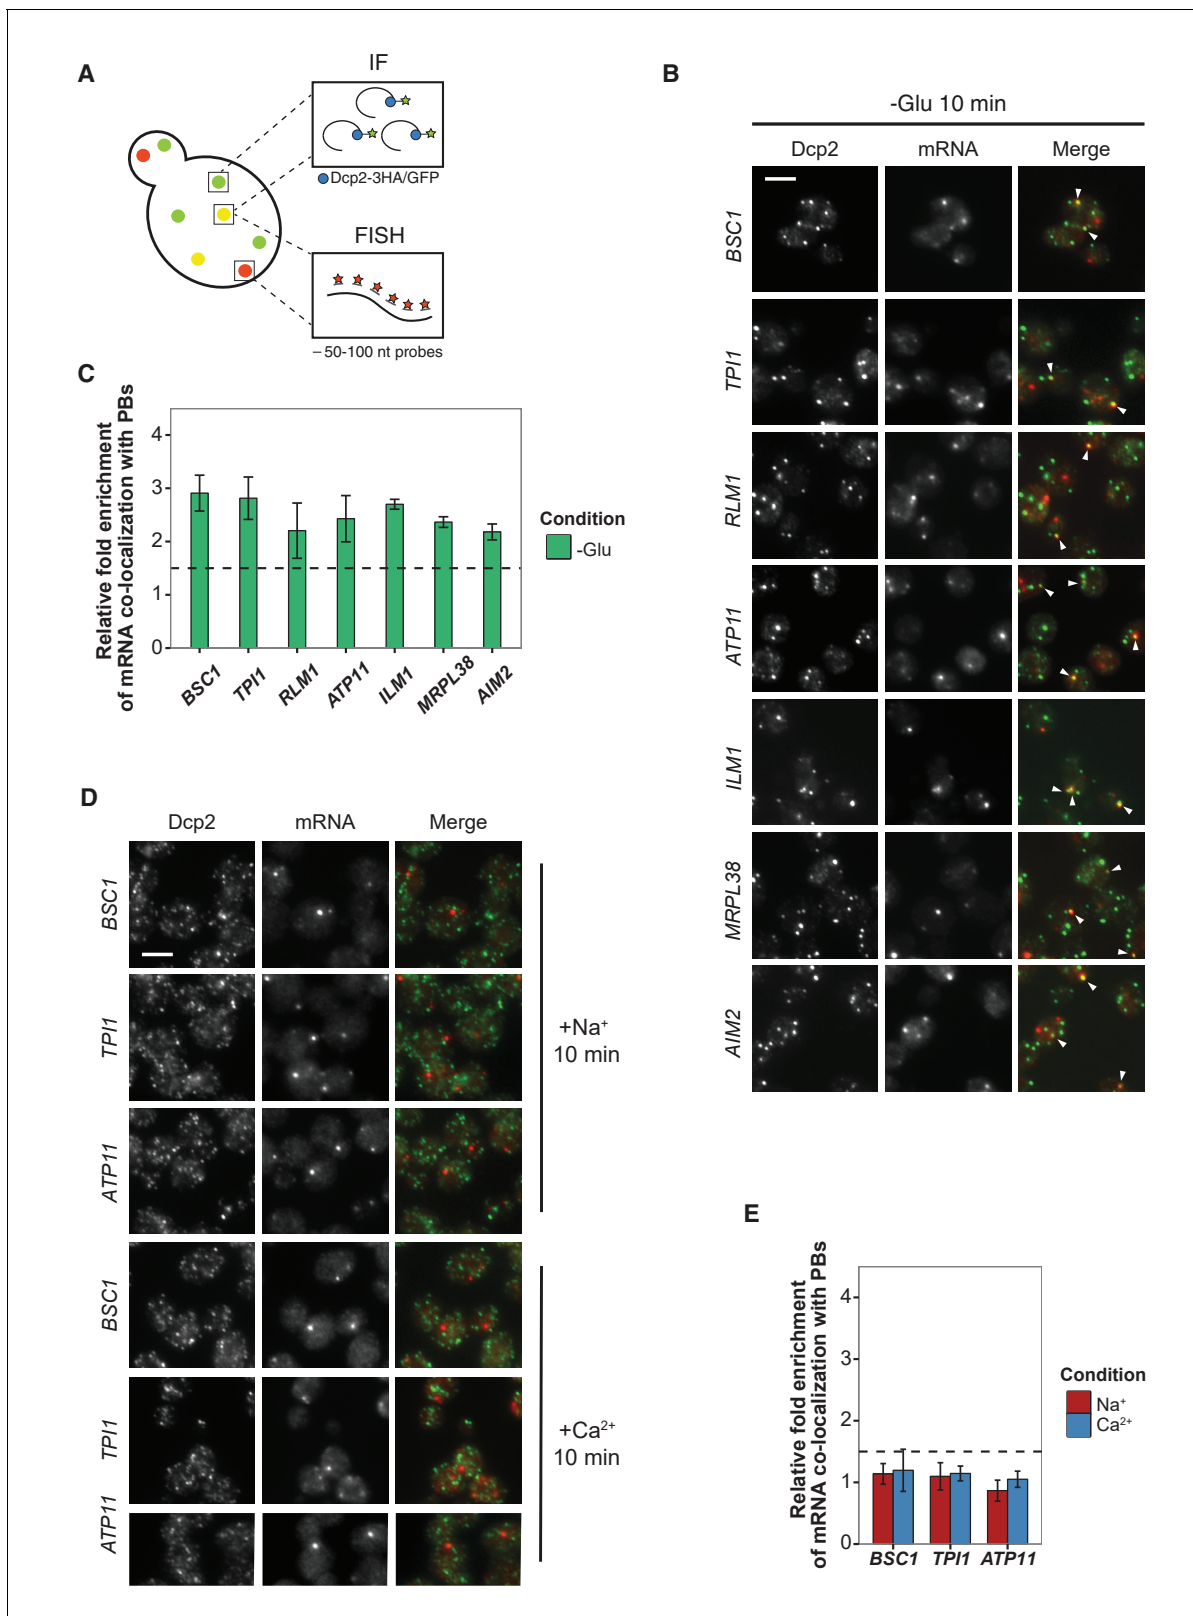 A
IF
Dcp2-3HA/GFP
FISH
– 50-100 nt probes
B
-Glu 10 min
Dcp2 mRNA Merge
BSC1
TPI1
RLM1
ATP11
ILM1
MRPL38
AIM2
C
Relative fold enrichment
of mRNA co-localization with PBs
4
3
2
1
0
BSC1 TPI1 RLM1 ATP11 ILM1 MRPL38 AIM2
Condition
-Glu
D
Dcp2 mRNA Merge
BSC1
TPI1
ATP11
+Na⁺
10 min
BSC1
TPI1
ATP11
+Ca²⁺
10 min
E
Relative fold enrichment
of mRNA co-localization with PBs
4
3
2
1
0
BSC1 TPI1 ATP11
Condition
Na⁺
Ca²⁺